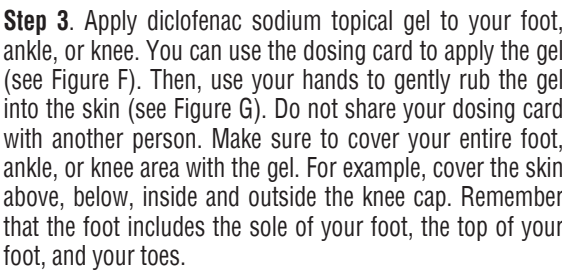 Step 3. Apply diclofenac sodium topical gel to your foot,
ankle, or knee. You can use the dosing card to apply the gel
(see Figure F). Then, use your hands to gently rub the gel
into the skin (see Figure G). Do not share your dosing card
with another person. Make sure to cover your entire foot,
ankle, or knee area with the gel. For example, cover the skin
above, below, inside and outside the knee cap. Remember
that the foot includes the sole of your foot, the top of your
foot, and your toes.